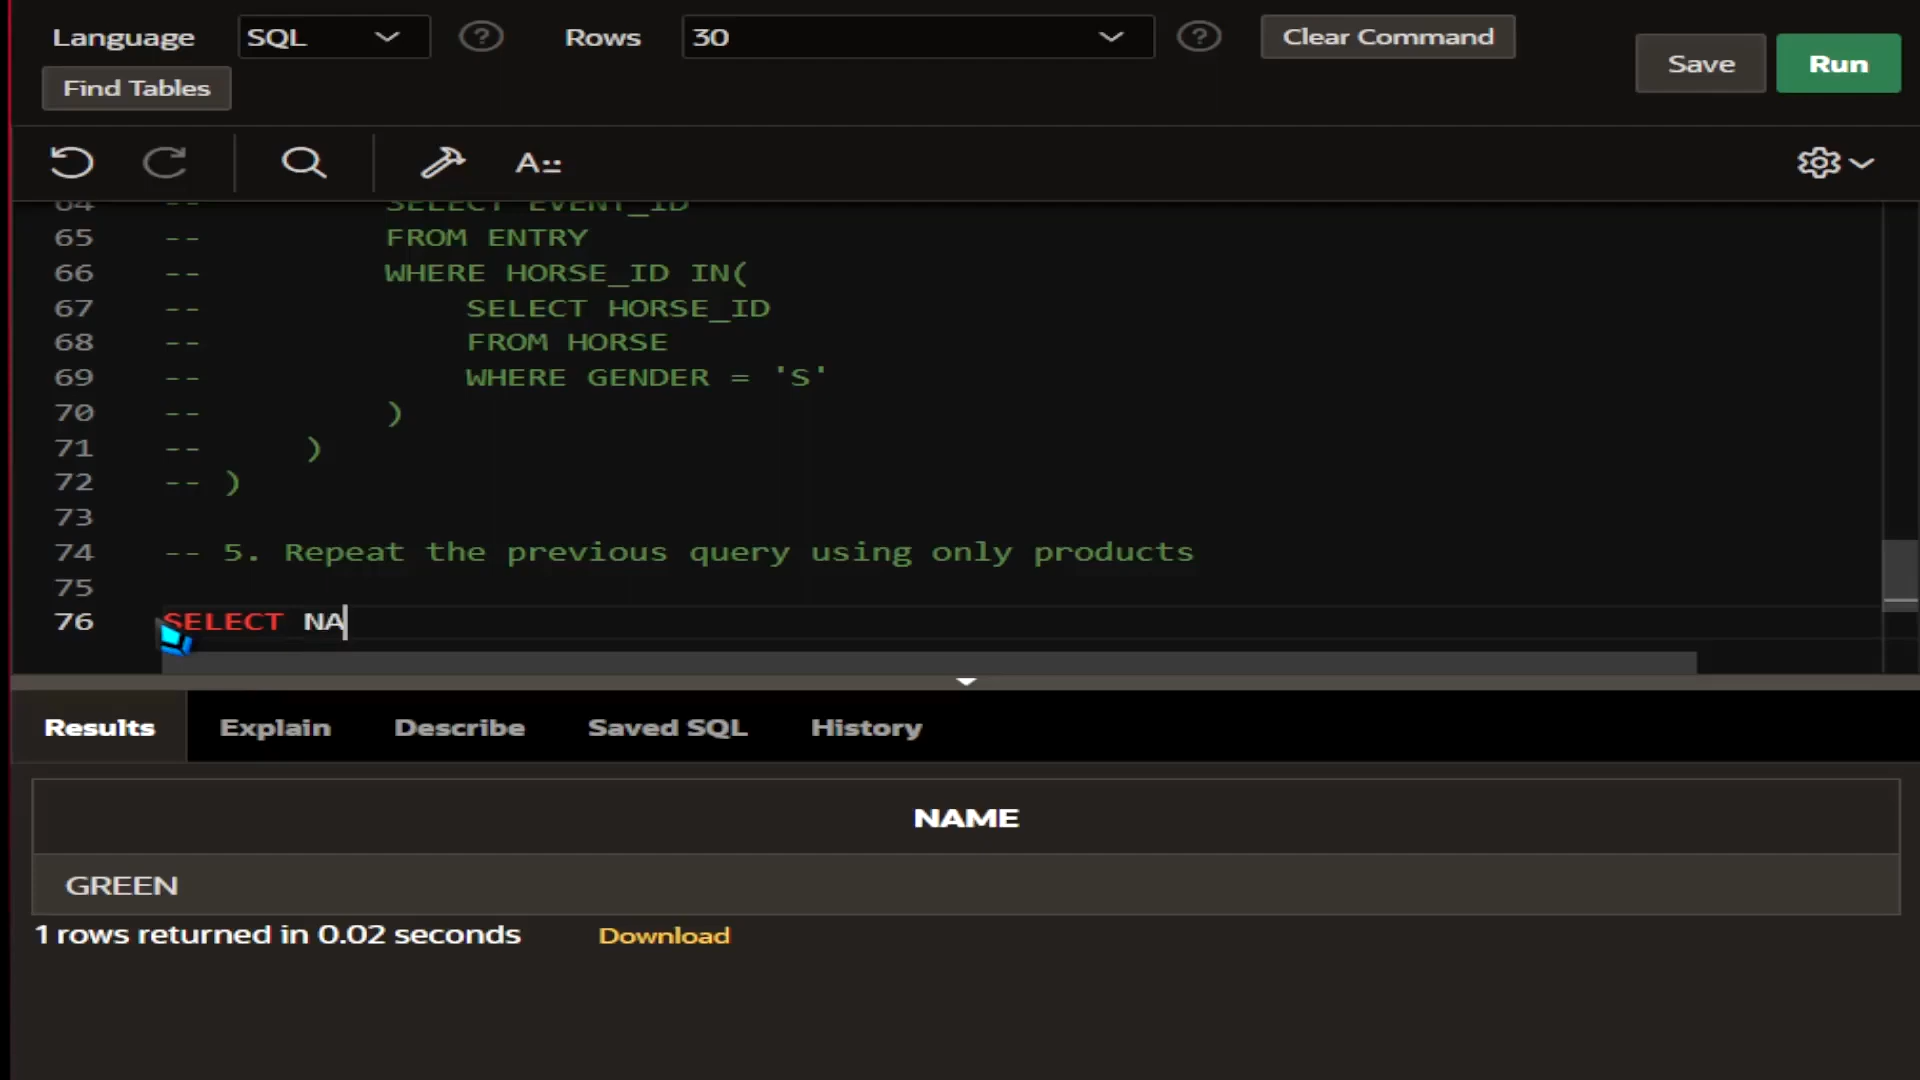 Language SQL Rows 30 Clear Command
Save Run
Find Tables
A
64 -- SELECT EVENT_ID
65 -- FROM ENTRY
66 -- WHERE HORSE_ID IN(
67 -- SELECT HORSE_ID
68 -- FROM HORSE
69 -- WHERE GENDER = 'S'
70 -- )
71 -- )
72 -- )
73
74 -- 5. Repeat the previous query using only products
75
76 SELECT NA
Results Explain Describe Saved SQL History
NAME
GREEN
1 rows returned in 0.02 seconds Download